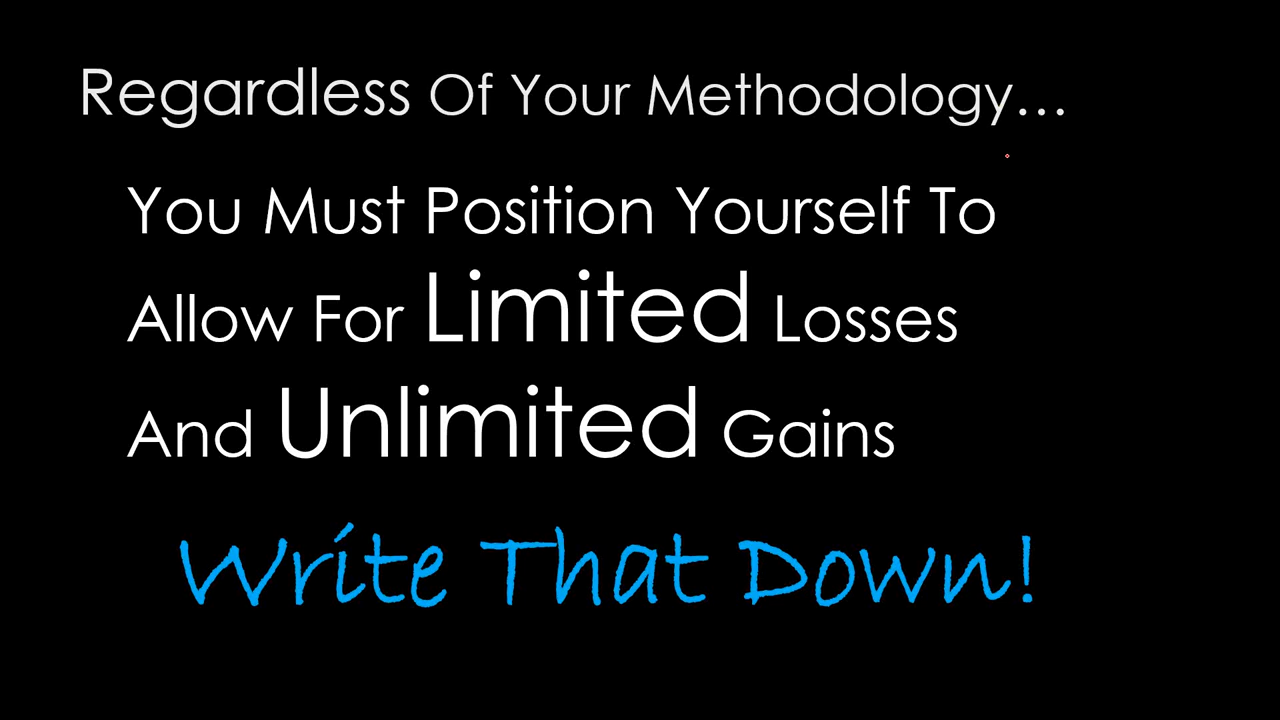 Regardless Of Your Methodology...
You Must Position Yourself To
Allow For Limited Losses
And Unlimited Gains
Write That Down!